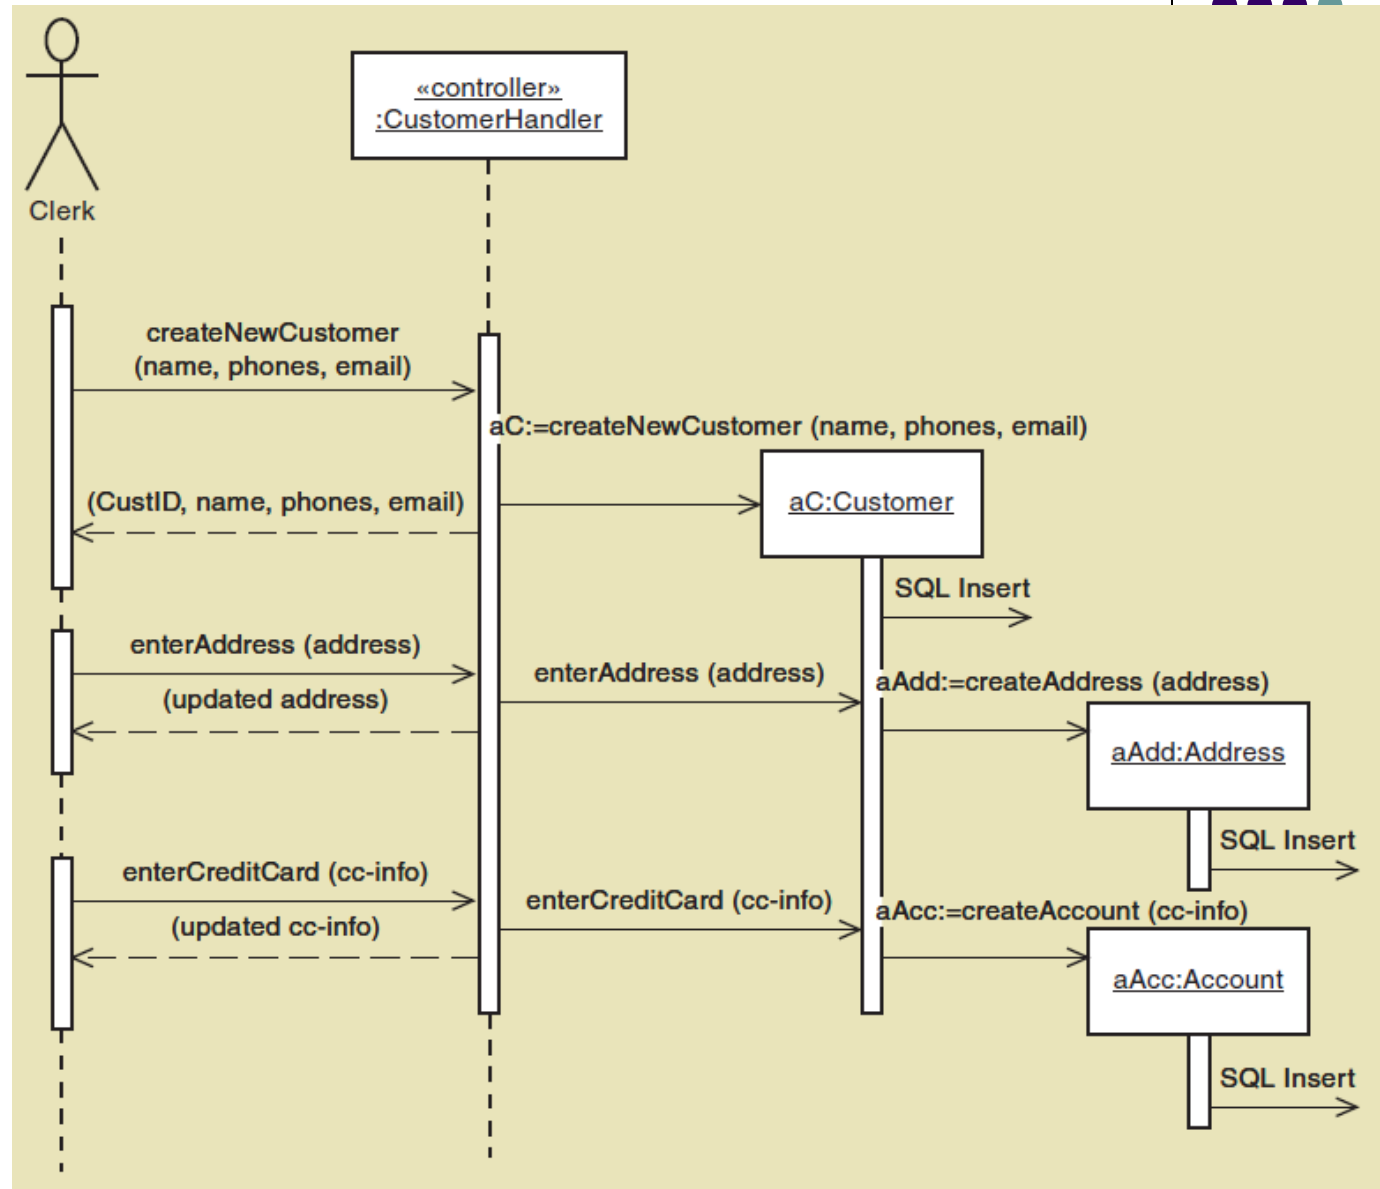 «controller»
:CustomerHandler
Clerk
createNewCustomer
(name, phones, email)
aC:=createNewCustomer (name, phones, email)
(CustID, name, phones, email)
aC:Customer
SQL Insert
enterAddress (address)
enterAddress (address)
aAdd:=createAddress (address)
(updated address)
aAdd:Address
SQL Insert
enterCreditCard (cc-info)
enterCreditCard (cc-info)
aAcc:=createAccount (cc-info)
(updated cc-info)
aAcc:Account
SQL Insert